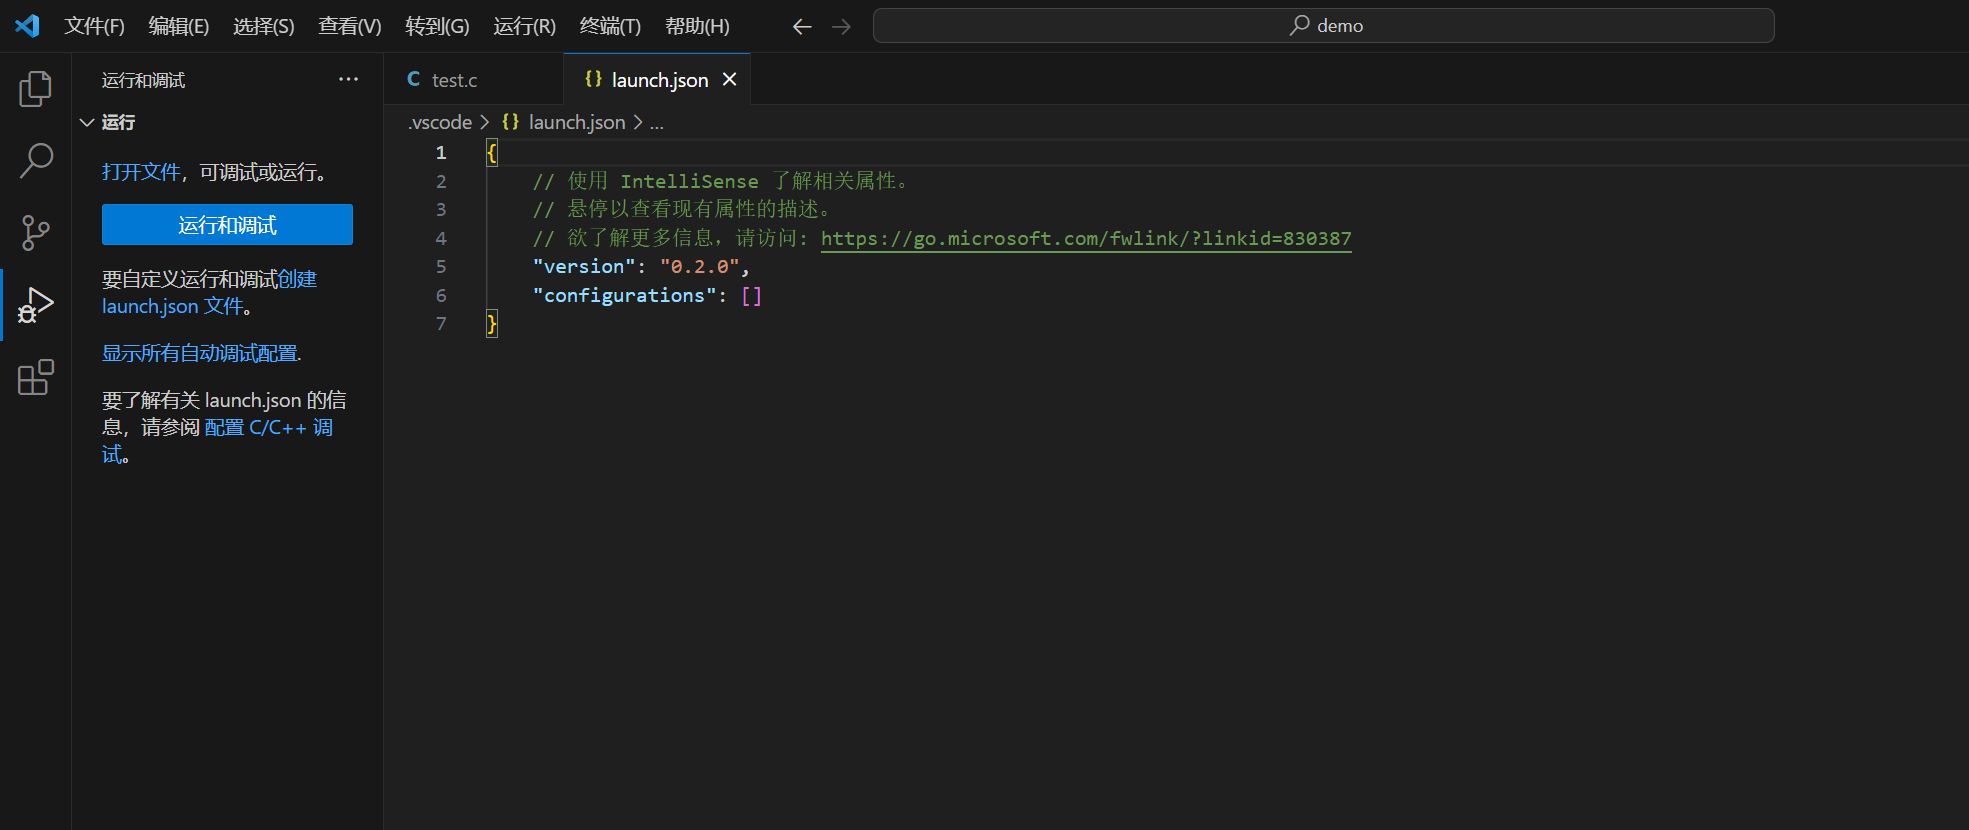 文件(F) 编辑(E) 选择(S) 查看(V) 转到(G) 运行(R) 终端(T) 帮助(H) demo
运行和调试 ···
运行
打开文件，可调试或运行。
运行和调试
要自定义运行和调试创建
launch.json 文件。
显示所有自动调试配置.
要了解有关 launch.json 的信
息，请参阅 配置 C/C++ 调
试。
C test.c {} launch.json
.vscode > {} launch.json > ...
1 {
2 // 使用 IntelliSense 了解相关属性。
3 // 悬停以查看现有属性的描述。
4 // 欲了解更多信息，请访问: https://go.microsoft.com/fwlink/?linkid=830387
5 "version": "0.2.0",
6 "configurations": []
7 }